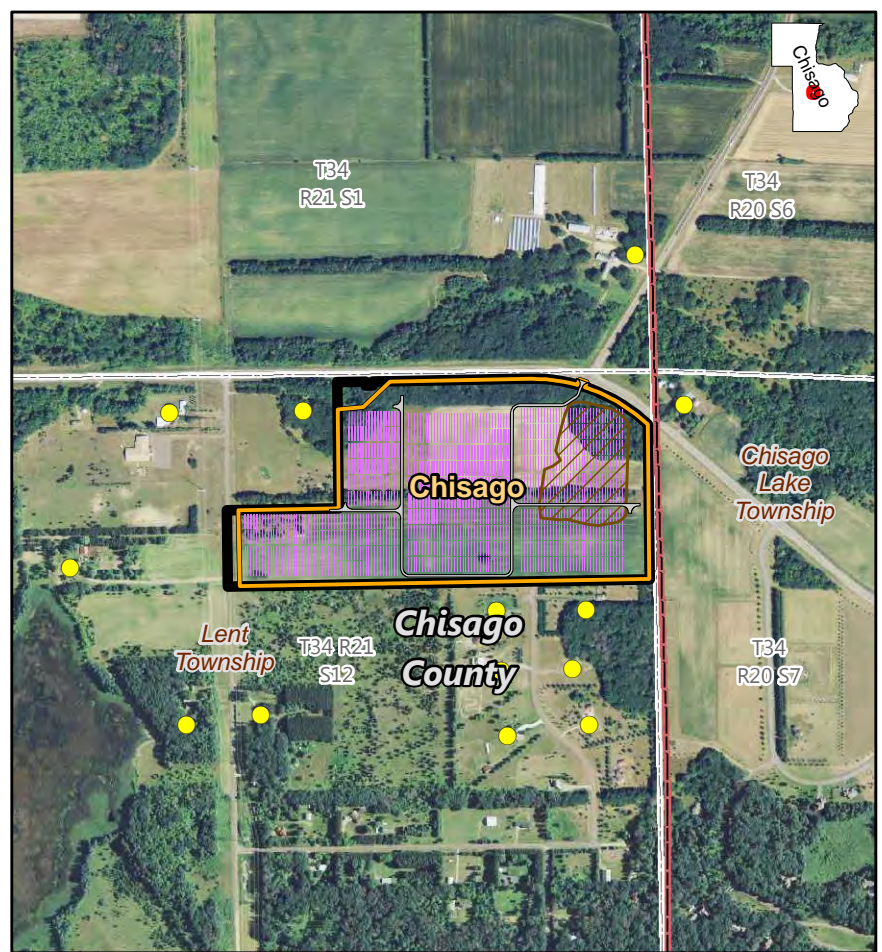 Chisago
T34
R21 S1
T34
R20 S6
Chisago
Chisago
Lake
Township
Chisago
County
Lent
Township
T34 R21
S12
T34
R20 S7